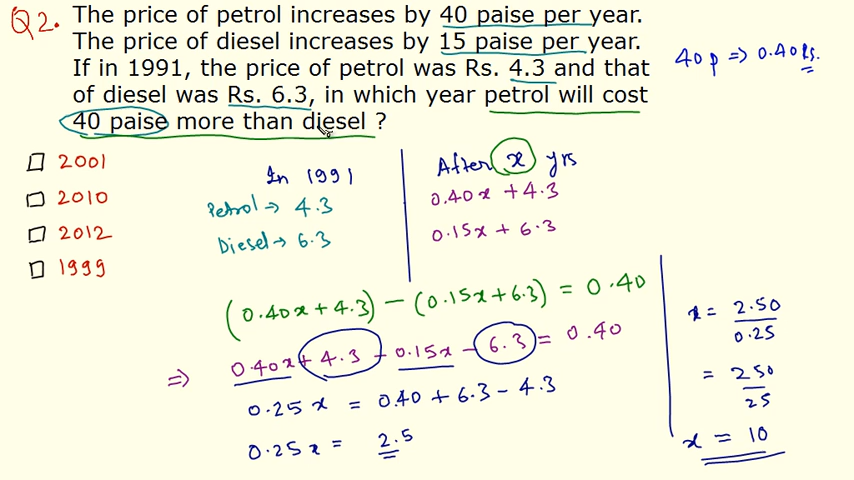 Q2. The price of petrol increases by 40 paise per year.
The price of diesel increases by 15 paise per year.
If in 1991, the price of petrol was Rs. 4.3 and that
of diesel was Rs. 6.3, in which year petrol will cost
40 paise more than diesel ?
40 p => 0.40 Rs.
2001
2010
2012
1999
In 1991
Petrol → 4.3
Diesel → 6.3
After x yrs
0.40x + 4.3
0.15x + 6.3
(0.40x + 4.3) - (0.15x + 6.3) = 0.40
=> 0.40x + 4.3 - 0.15x - 6.3 = 0.40
0.25 x = 0.40 + 6.3 - 4.3
0.25 x = 2.5
x = 2.50/0.25
= 250/25
x = 10